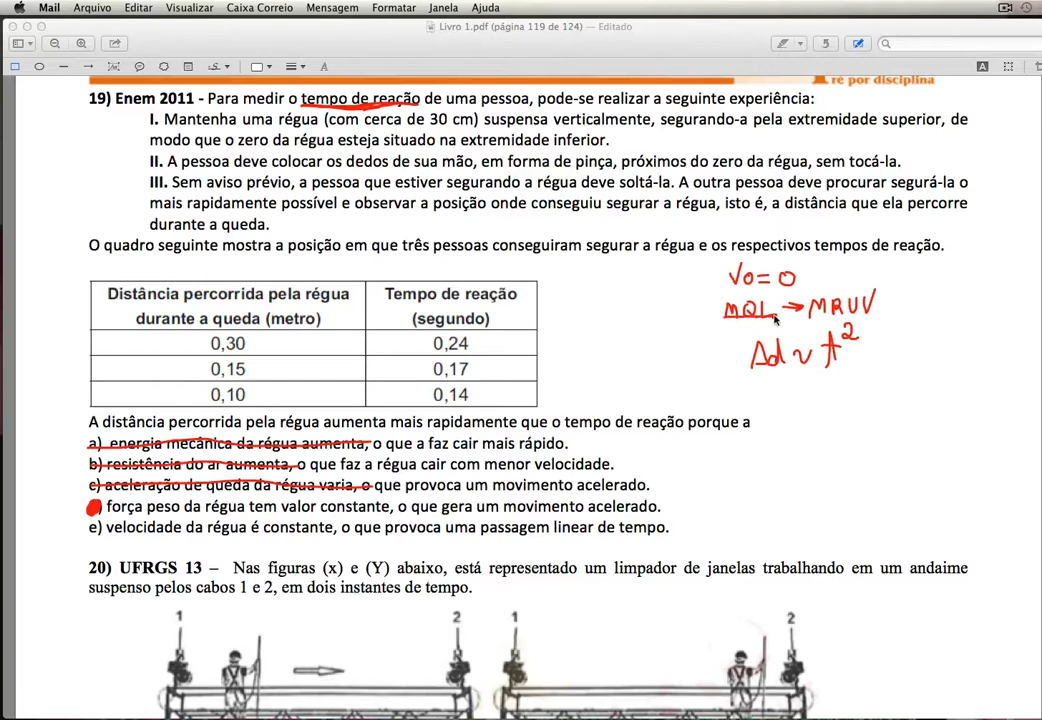 Mail Arquivo Editar Visualizar Caixa Correio Mensagem Formatar Janela Ajuda
Livro 1.pdf (página 119 de 124) — Editado
ré por disciplina
19) Enem 2011 - Para medir o tempo de reação de uma pessoa, pode-se realizar a seguinte experiência:
I. Mantenha uma régua (com cerca de 30 cm) suspensa verticalmente, segurando-a pela extremidade superior, de
modo que o zero da régua esteja situado na extremidade inferior.
II. A pessoa deve colocar os dedos de sua mão, em forma de pinça, próximos do zero da régua, sem tocá-la.
III. Sem aviso prévio, a pessoa que estiver segurando a régua deve soltá-la. A outra pessoa deve procurar segurá-la o
mais rapidamente possível e observar a posição onde conseguiu segurar a régua, isto é, a distância que ela percorre
durante a queda.
O quadro seguinte mostra a posição em que três pessoas conseguiram segurar a régua e os respectivos tempos de reação.
Distância percorrida pela régua durante a queda (metro) Tempo de reação (segundo)
0,30 0,24
0,15 0,17
0,10 0,14
Vo = 0
MQL → MRUV
Δd ~ t²
A distância percorrida pela régua aumenta mais rapidamente que o tempo de reação porque a
a) energia mecânica da régua aumenta, o que a faz cair mais rápido.
b) resistência do ar aumenta, o que faz a régua cair com menor velocidade.
c) aceleração de queda da régua varia, o que provoca um movimento acelerado.
) força peso da régua tem valor constante, o que gera um movimento acelerado.
e) velocidade da régua é constante, o que provoca uma passagem linear de tempo.
20) UFRGS 13 – Nas figuras (x) e (Y) abaixo, está representado um limpador de janelas trabalhando em um andaime
suspenso pelos cabos 1 e 2, em dois instantes de tempo.
1 2 1 2